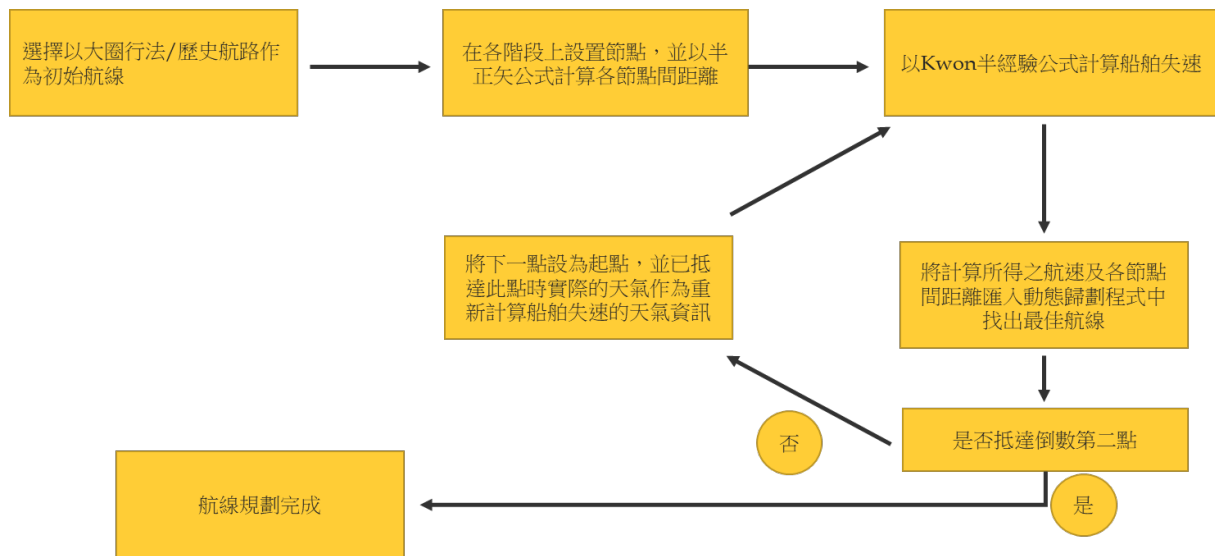 選擇以大圈行法/歷史航路作
為初始航線
在各階段上設置節點，並以半
正矢公式計算各節點間距離
以Kwon半經驗公式計算船舶失速
將下一點設為起點，並已抵
達此點時實際的天氣作為重
新計算船舶失速的天氣資訊
將計算所得之航速及各節點
間距離匯入動態歸劃程式中
找出最佳航線
是否抵達倒數第二點
否
是
航線規劃完成